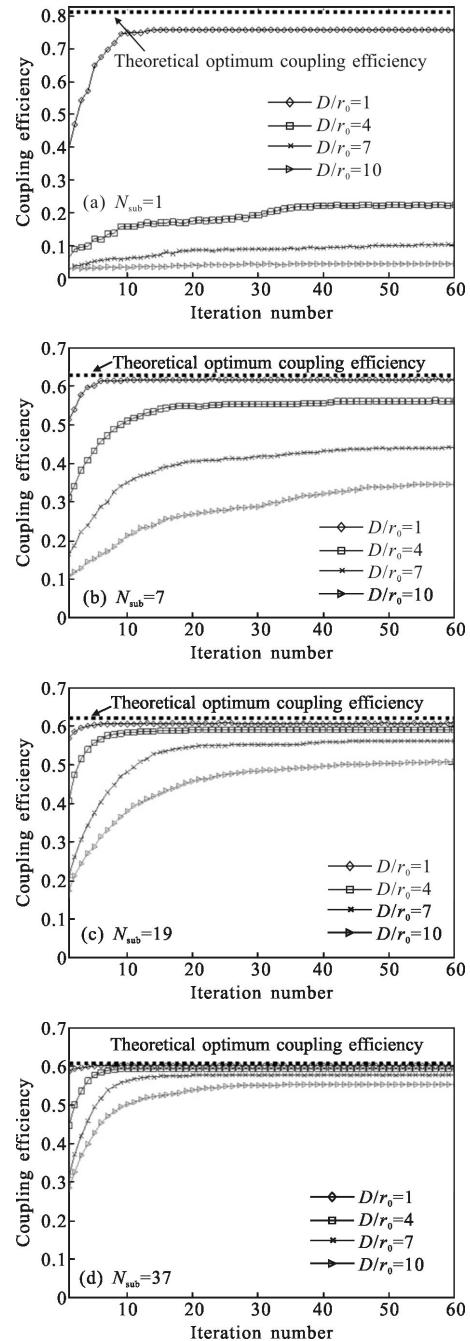 0.8
Theoretical optimum coupling efficiency
0.7
0.6
D/r₀=1
0.5
D/r₀=4
0.4
D/r₀=7
D/r₀=10
0.3
0.2
(a) N_sub=1
0.1
0
10 20 30 40 50 60
Coupling efficiency
Iteration number
0.7
Theoretical optimum coupling efficiency
0.6
0.5
0.4
0.3
D/r₀=1
0.2
D/r₀=4
D/r₀=7
0.1
(b) N_sub=7
D/r₀=10
0
10 20 30 40 50 60
Coupling efficiency
Iteration number
0.7
Theoretical optimum coupling efficiency
0.6
0.5
0.4
0.3
D/r₀=1
0.2
D/r₀=4
D/r₀=7
0.1
(c) N_sub=19
D/r₀=10
0
10 20 30 40 50 60
Coupling efficiency
Iteration number
0.7
Theoretical optimum coupling efficiency
0.6
0.5
0.4
0.3
D/r₀=1
0.2
D/r₀=4
D/r₀=7
0.1
D/r₀=10
(d) N_sub=37
0
10 20 30 40 50 60
Coupling efficiency
Iteration number